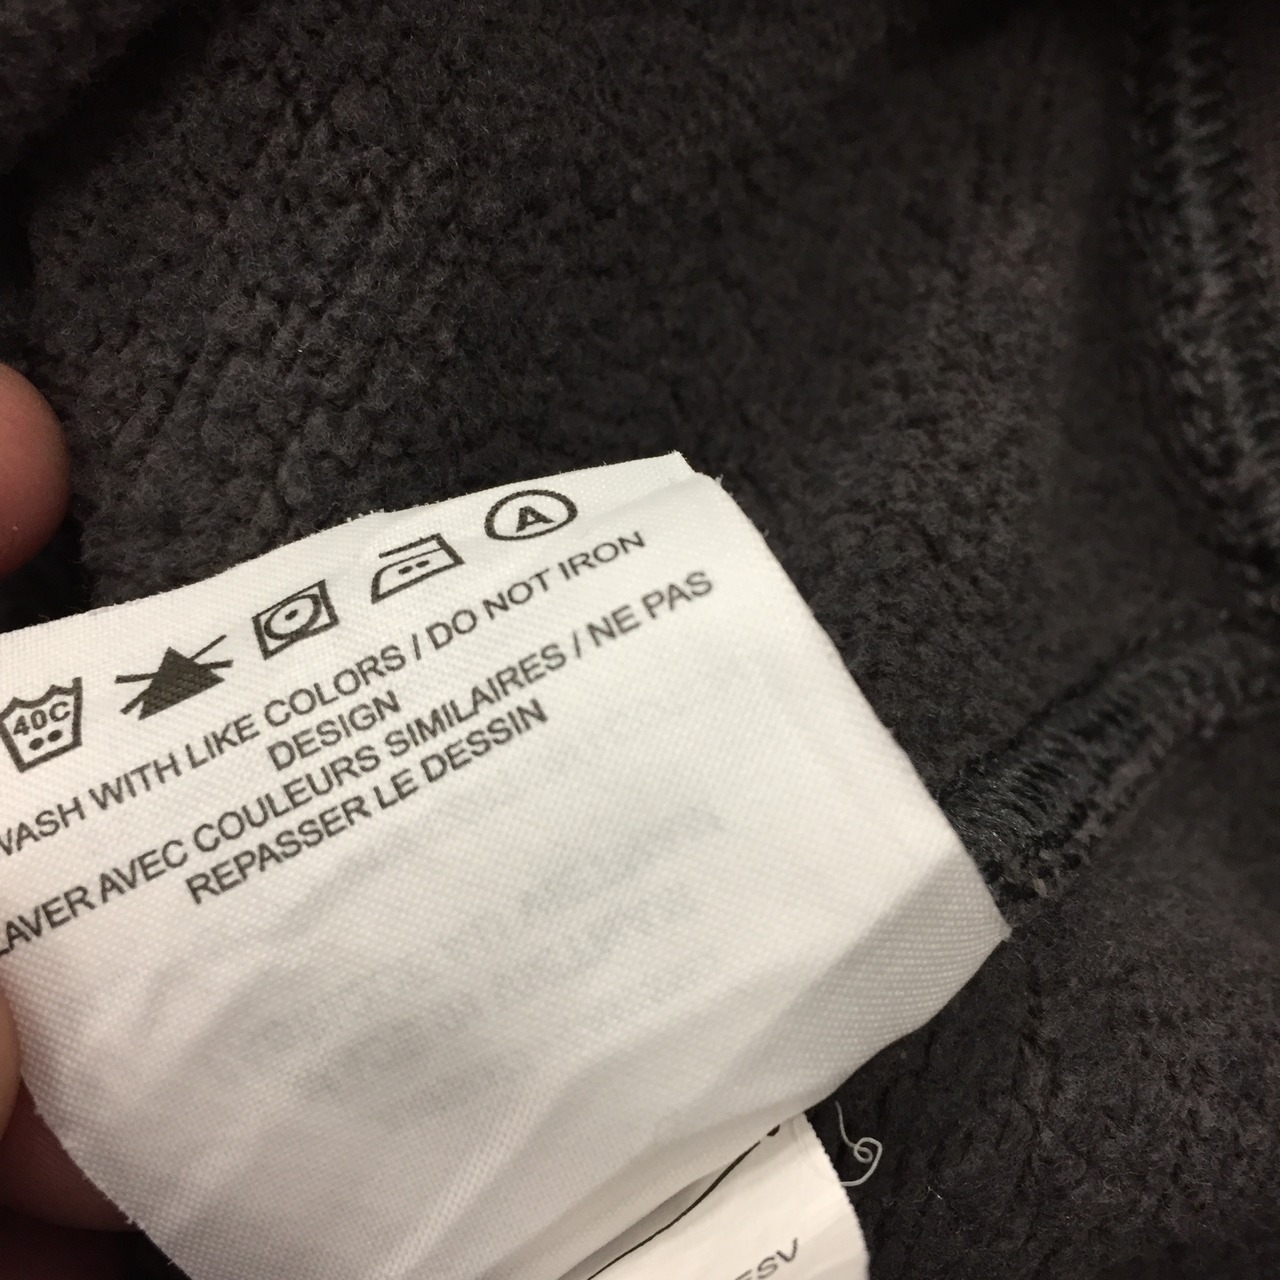 A
40C
WASH WITH LIKE COLORS / DO NOT IRON
DESIGN
LAVER AVEC COULEURS SIMILAIRES / NE PAS
REPASSER LE DESSIN